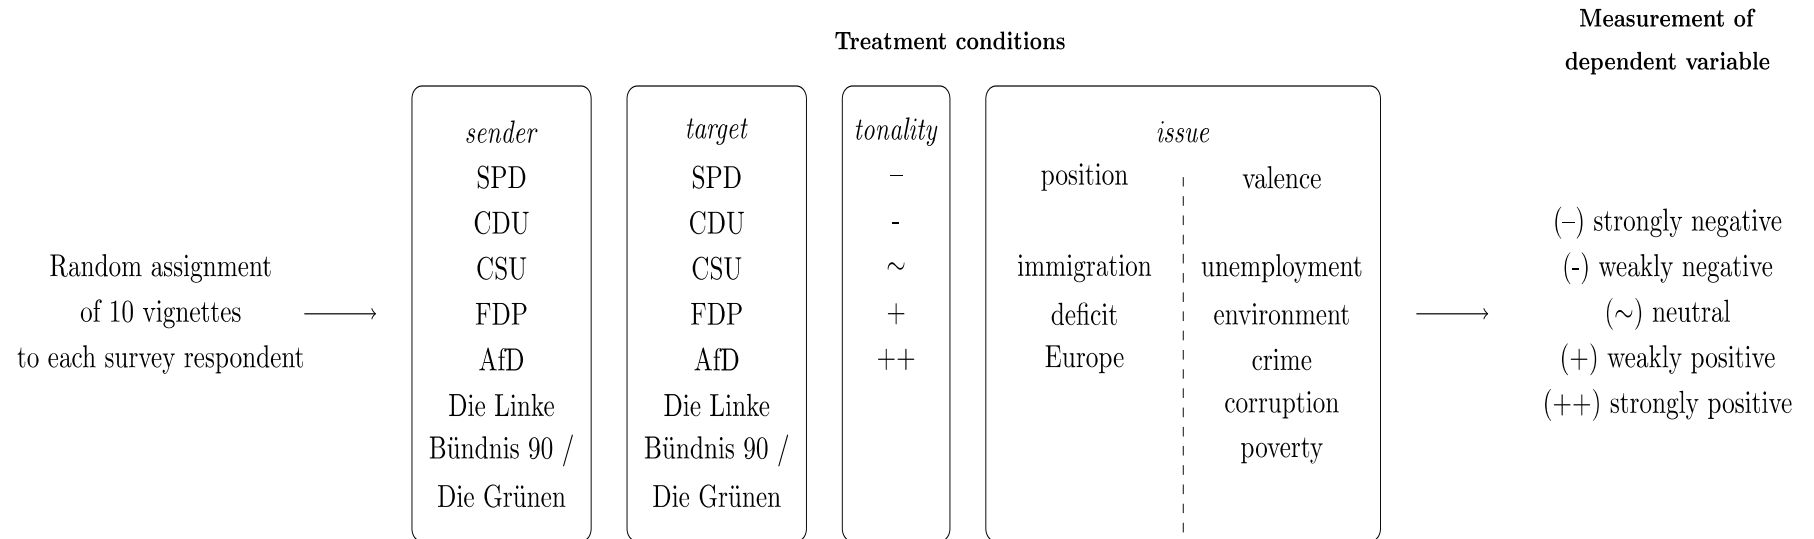 Treatment conditions
Measurement of
dependent variable
Random assignment
of 10 vignettes
to each survey respondent
sender
SPD
CDU
CSU
FDP
AfD
Die Linke
Bündnis 90 /
Die Grünen
target
SPD
CDU
CSU
FDP
AfD
Die Linke
Bündnis 90 /
Die Grünen
tonality
–
-
~
+
++
issue
position
immigration
deficit
Europe
valence
unemployment
environment
crime
corruption
poverty
(–) strongly negative
(-) weakly negative
(~) neutral
(+) weakly positive
(++) strongly positive